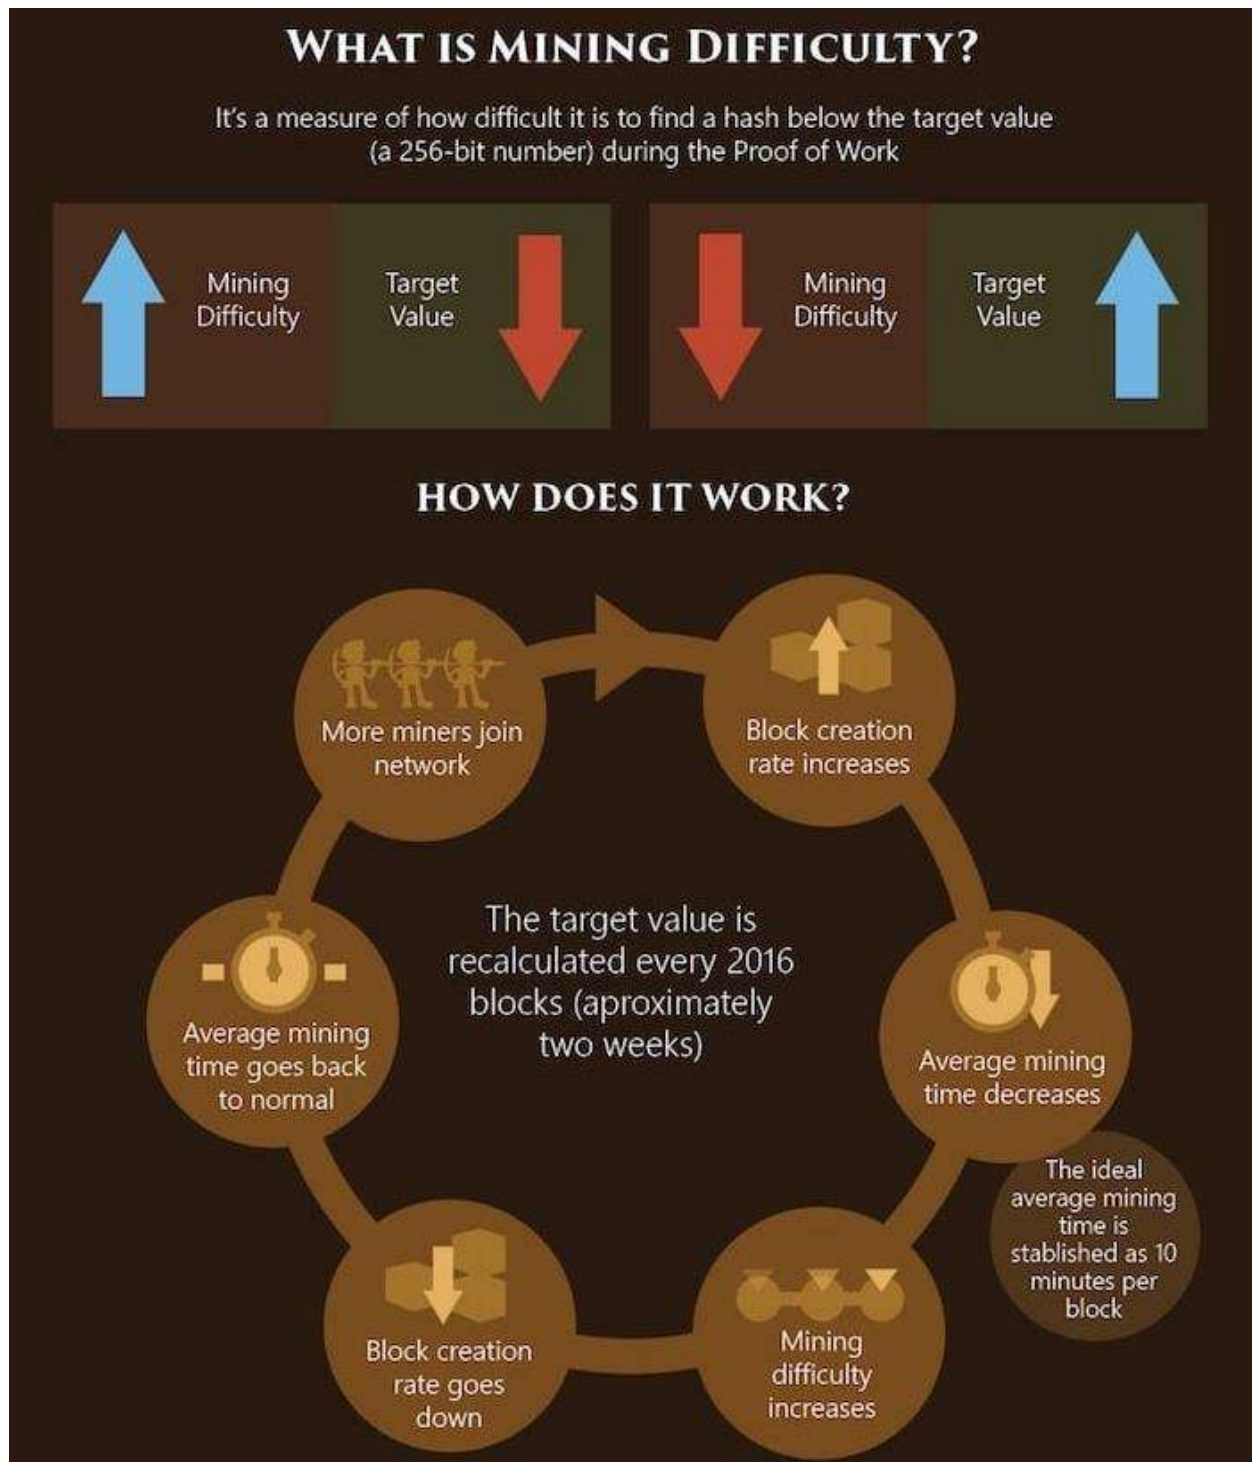 WHAT IS MINING DIFFICULTY?
It's a measure of how difficult it is to find a hash below the target value
(a 256-bit number) during the Proof of Work
Mining
Difficulty
Target
Value
Mining
Difficulty
Target
Value
HOW DOES IT WORK?
More miners join
network
Block creation
rate increases
The target value is
recalculated every 2016
blocks (aproximately
two weeks)
Average mining
time goes back
to normal
Average mining
time decreases
The ideal
average mining
time is
stablished as 10
minutes per
block
Block creation
rate goes
down
Mining
difficulty
increases